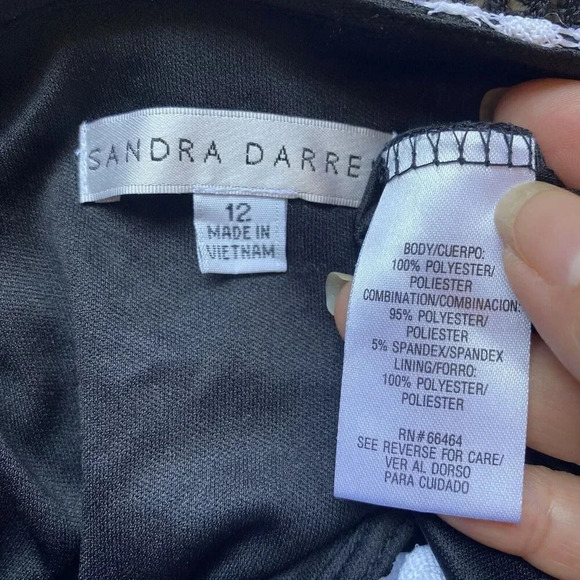 SANDRA DARRE
12
MADE IN
VIETNAM
BODY/CUERPO:
100% POLYESTER/
POLIESTER
COMBINATION/COMBINACION:
95% POLYESTER/
POLIESTER
5% SPANDEX/SPANDEX
LINING/FORRO:
100% POLYESTER/
POLIESTER
RN# 66464
SEE REVERSE FOR CARE/
VER AL DORSO
PARA CUIDADO